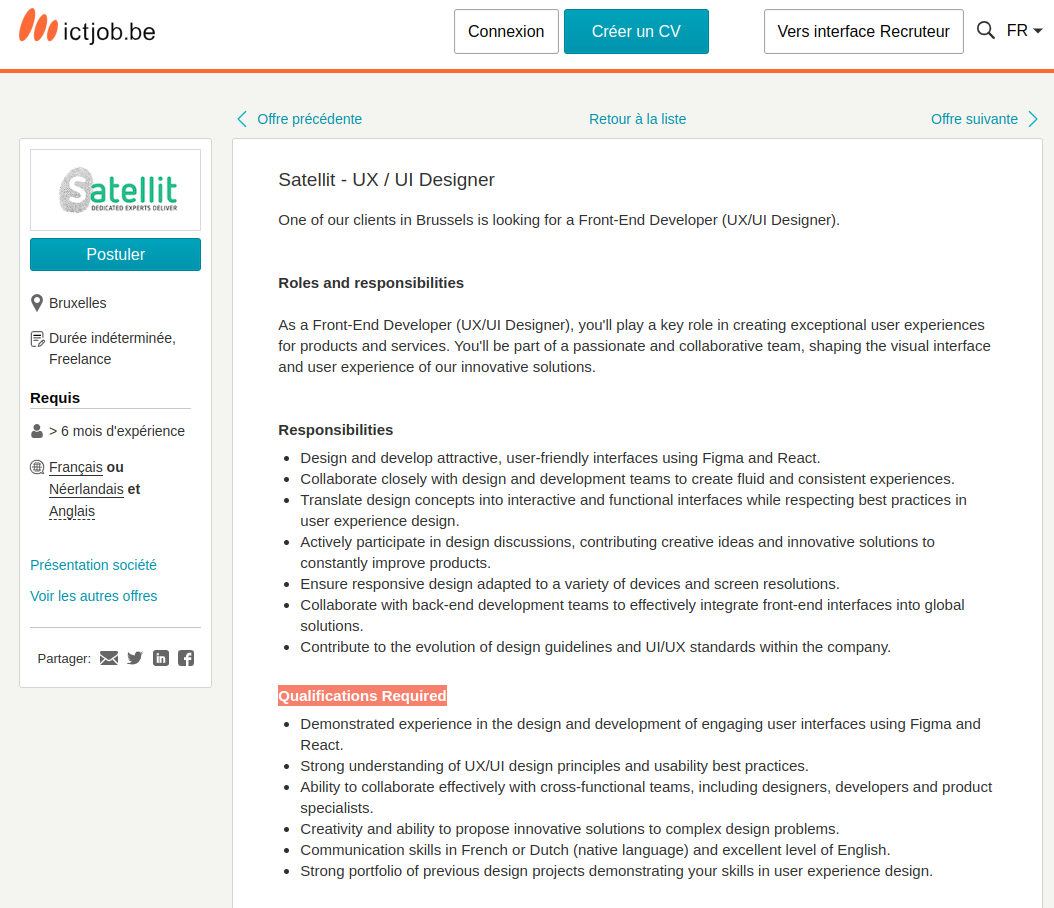 ictjob.be
Connexion
Créer un CV
Vers interface Recruteur
FR
Offre précédente
Retour à la liste
Offre suivante
Satellit
DEDICATED EXPERTS DELIVER
Postuler
Bruxelles
Durée indéterminée,
Freelance
Requis
> 6 mois d'expérience
Français ou
Néerlandais et
Anglais
Présentation société
Voir les autres offres
Partager:
Satellit - UX / UI Designer
One of our clients in Brussels is looking for a Front-End Developer (UX/UI Designer).
Roles and responsibilities
As a Front-End Developer (UX/UI Designer), you'll play a key role in creating exceptional user experiences
for products and services. You'll be part of a passionate and collaborative team, shaping the visual interface
and user experience of our innovative solutions.
Responsibilities
• Design and develop attractive, user-friendly interfaces using Figma and React.
• Collaborate closely with design and development teams to create fluid and consistent experiences.
• Translate design concepts into interactive and functional interfaces while respecting best practices in
user experience design.
• Actively participate in design discussions, contributing creative ideas and innovative solutions to
constantly improve products.
• Ensure responsive design adapted to a variety of devices and screen resolutions.
• Collaborate with back-end development teams to effectively integrate front-end interfaces into global
solutions.
• Contribute to the evolution of design guidelines and UI/UX standards within the company.
Qualifications Required
• Demonstrated experience in the design and development of engaging user interfaces using Figma and
React.
• Strong understanding of UX/UI design principles and usability best practices.
• Ability to collaborate effectively with cross-functional teams, including designers, developers and product
specialists.
• Creativity and ability to propose innovative solutions to complex design problems.
• Communication skills in French or Dutch (native language) and excellent level of English.
• Strong portfolio of previous design projects demonstrating your skills in user experience design.